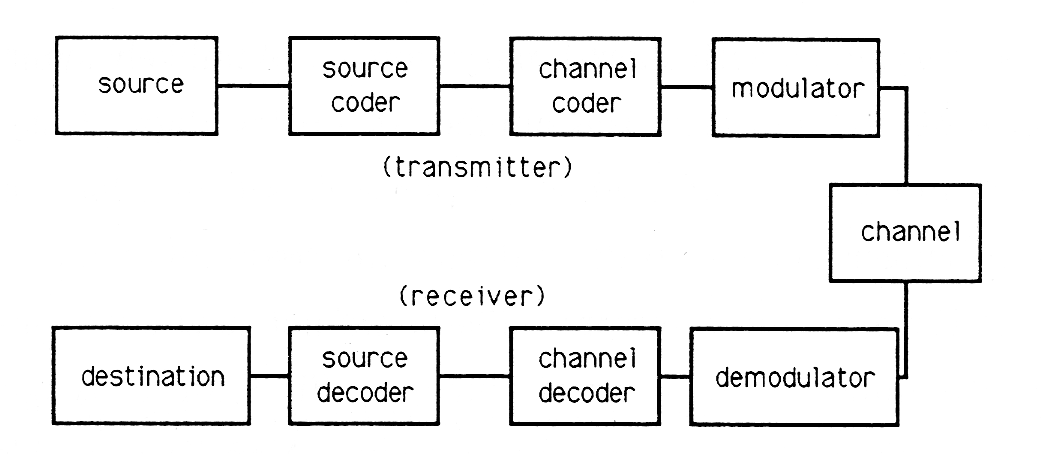 source
source
coder
channel
coder
modulator
(transmitter)
channel
(receiver)
destination
source
decoder
channel
decoder
demodulator